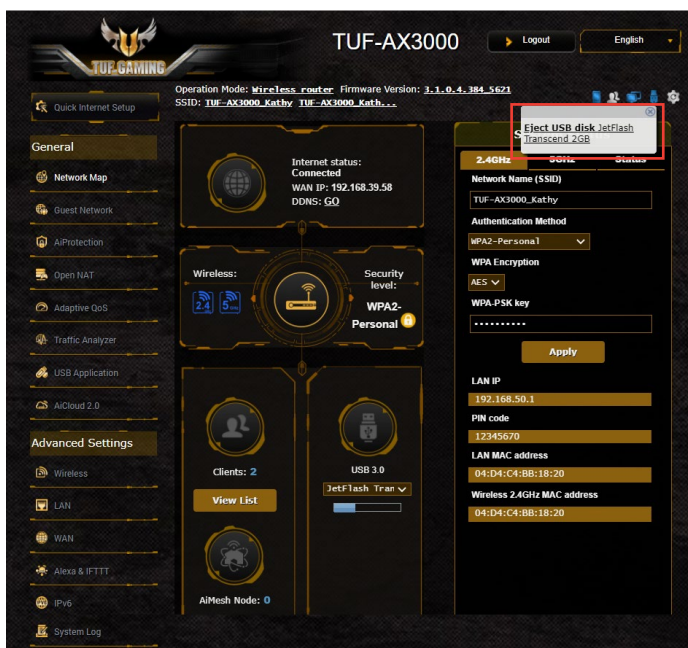 TUF-AX3000
Logout
English
TUF GAMING
Operation Mode: Wireless router Firmware Version: 3.1.0.4.384_5621
SSID: TUF-AX3000_Kathy TUF-AX3000_Kath...
Quick Internet Setup
Eject USB disk JetFlash
Transcend 2GB
General
Network Map
Guest Network
AiProtection
Open NAT
Adaptive QoS
Traffic Analyzer
USB Application
AiCloud 2.0
Advanced Settings
Wireless
LAN
WAN
Alexa & IFTTT
IPv6
System Log
Internet status:
Connected
WAN IP: 192.168.39.58
DDNS: GO
Wireless:
2.4
5
Security
level:
WPA2-
Personal
Clients: 2
View List
AiMesh Node: 0
USB 3.0
JetFlash Tran
2.4GHz 5GHz Status
Network Name (SSID)
TUF-AX3000_Kathy
Authentication Method
WPA2-Personal
WPA Encryption
AES
WPA-PSK key
Apply
LAN IP
192.168.50.1
PIN code
12345670
LAN MAC address
04:D4:C4:BB:18:20
Wireless 2.4GHz MAC address
04:D4:C4:BB:18:20